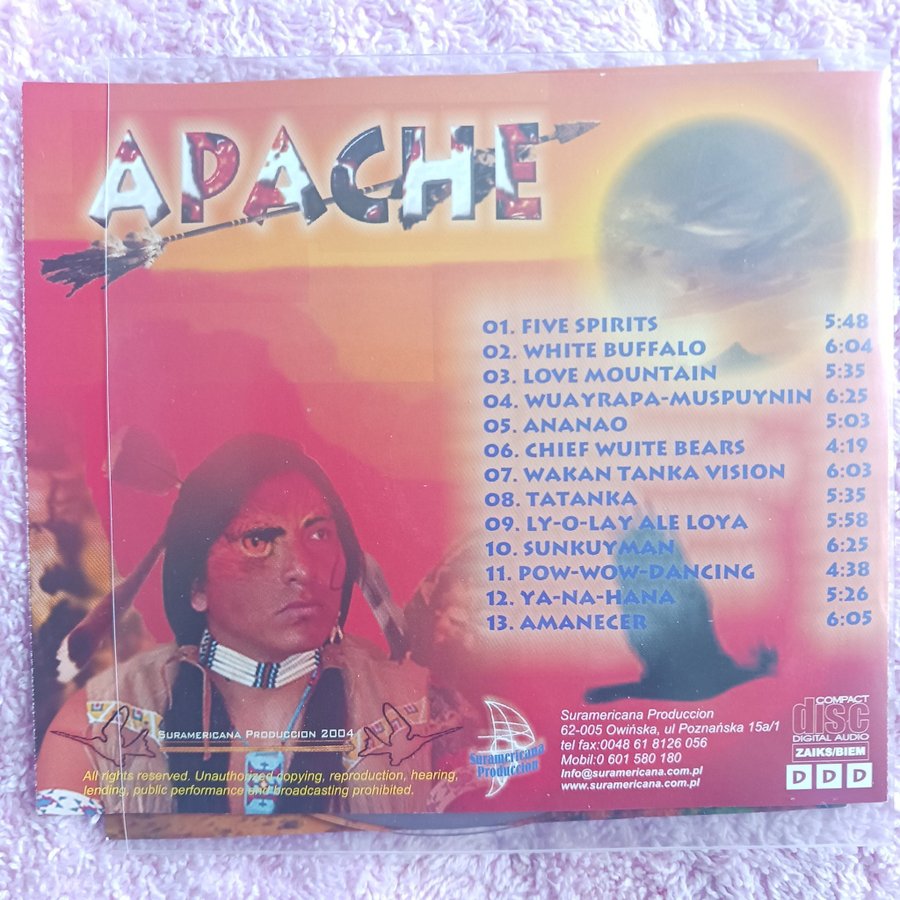 APACHE
01. FIVE SPIRITS 5:48
02. WHITE BUFFALO 6:04
03. LOVE MOUNTAIN 5:35
04. WUAYRAPA-MUSPUYNIN 6:25
05. ANANAO 5:03
06. CHIEF WUITE BEARS 4:19
07. WAKAN TANKA VISION 6:03
08. TATANKA 5:35
09. LY-O-LAY ALE LOYA 5:58
10. SUNKUYMAN 6:25
11. POW-WOW-DANCING 4:38
12. YA-NA-HANA 5:26
13. AMANECER 6:05
SURAMERICANA PRODUCCION 2004
All rights reserved. Unauthorized copying, reproduction, hearing,
lending, public performance and broadcasting prohibited.
Suramericana
Produccion
Suramericana Produccion
62-005 Owińska, ul Poznańska 15a/1
tel fax:0048 61 8126 056
Mobil:0 601 580 180
Info@suramericana.com.pl
www.suramericana.com.pl
COMPACT
disc
DIGITAL AUDIO
ZAIKS/BIEM
D D D